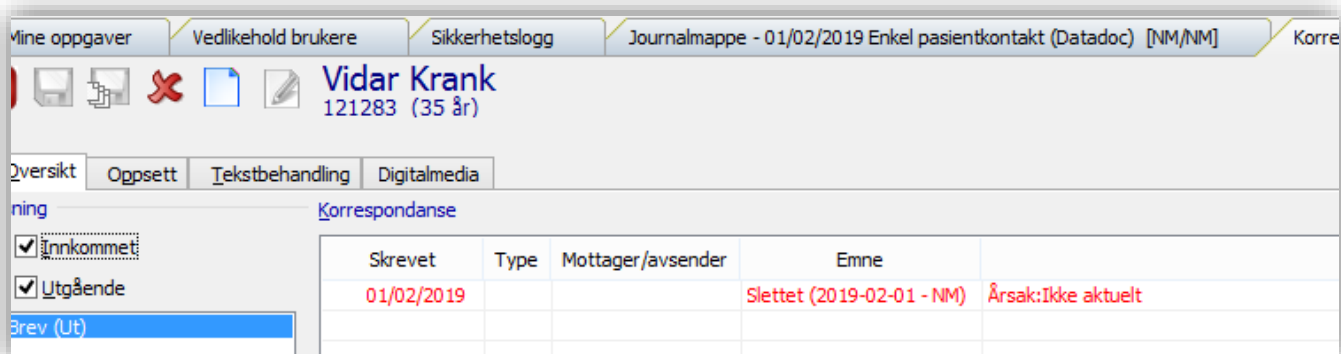 Mine oppgaver Vedlikehold brukere Sikkerhetslogg Journalmappe - 01/02/2019 Enkel pasientkontakt (Datadoc) [NM/NM] Korre
Vidar Krank
121283 (35 år)
Oversikt Oppsett Tekstbehandling Digitalmedia
ning Korrespondanse
Innkommet
Utgående
Brev (Ut)
Skrevet Type Mottager/avsender Emne
01/02/2019 Slettet (2019-02-01 - NM) Årsak:Ikke aktuelt